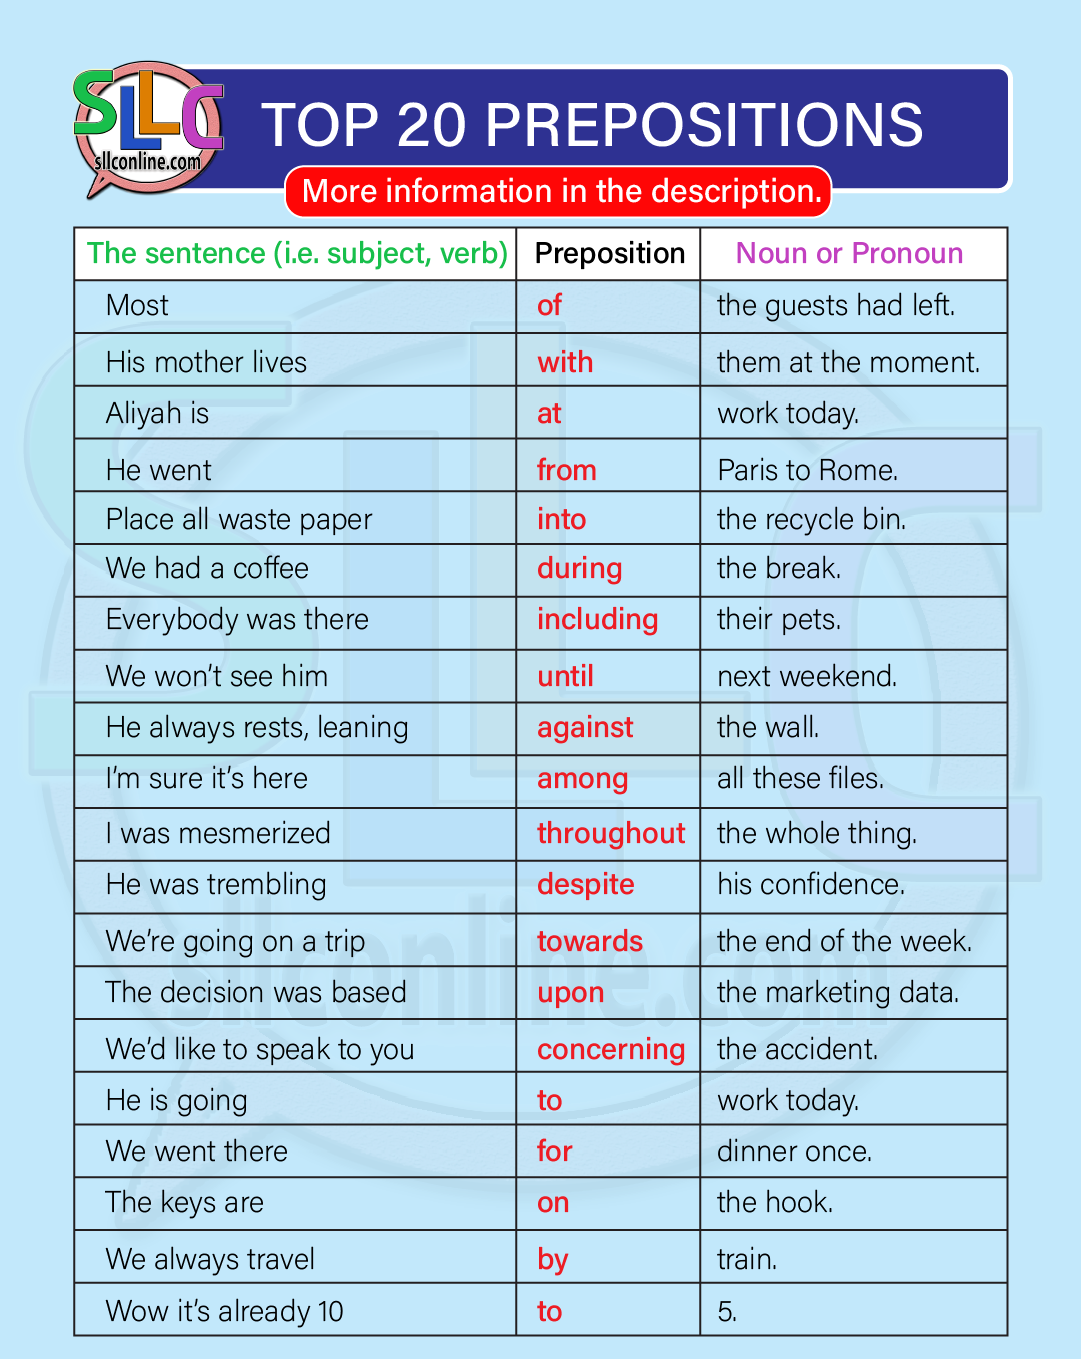 SLLC
sllconline.com
TOP 20 PREPOSITIONS
More information in the description.
The sentence (i.e. subject, verb) Preposition Noun or Pronoun
Most of the guests had left.
His mother lives with them at the moment.
Aliyah is at work today.
He went from Paris to Rome.
Place all waste paper into the recycle bin.
We had a coffee during the break.
Everybody was there including their pets.
We won’t see him until next weekend.
He always rests, leaning against the wall.
I’m sure it’s here among all these files.
I was mesmerized throughout the whole thing.
He was trembling despite his confidence.
We’re going on a trip towards the end of the week.
The decision was based upon the marketing data.
We’d like to speak to you concerning the accident.
He is going to work today.
We went there for dinner once.
The keys are on the hook.
We always travel by train.
Wow it’s already 10 to 5.